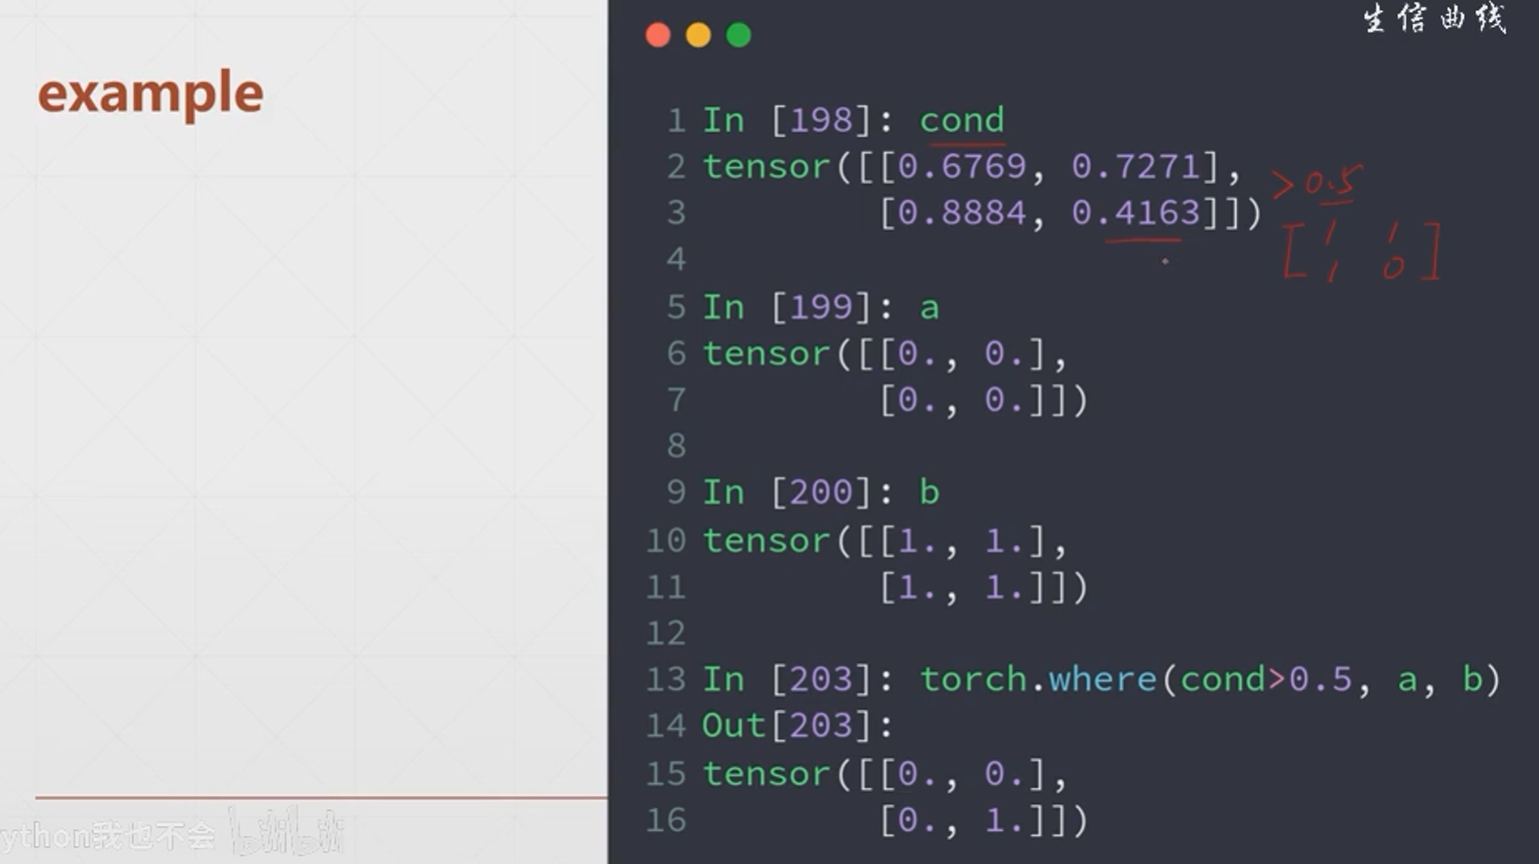 生信曲线
example
1 In [198]: cond
2 tensor([[0.6769, 0.7271],
3 [0.8884, 0.4163]])
>0.5
[1 1
1 0]
4
5 In [199]: a
6 tensor([[0., 0.],
7 [0., 0.]])
8
9 In [200]: b
10 tensor([[1., 1.],
11 [1., 1.]])
12
13 In [203]: torch.where(cond>0.5, a, b)
14 Out[203]:
15 tensor([[0., 0.],
16 [0., 1.]])
ython我也不会 bilibili